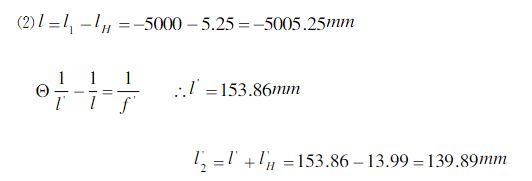 (2) l = l₁ − l_H = −5000 − 5.25 = −5005.25mm
Θ 1/l' − 1/l = 1/f' ∴ l' = 153.86mm
l'₂ = l' + l'_H = 153.86 − 13.99 = 139.89mm